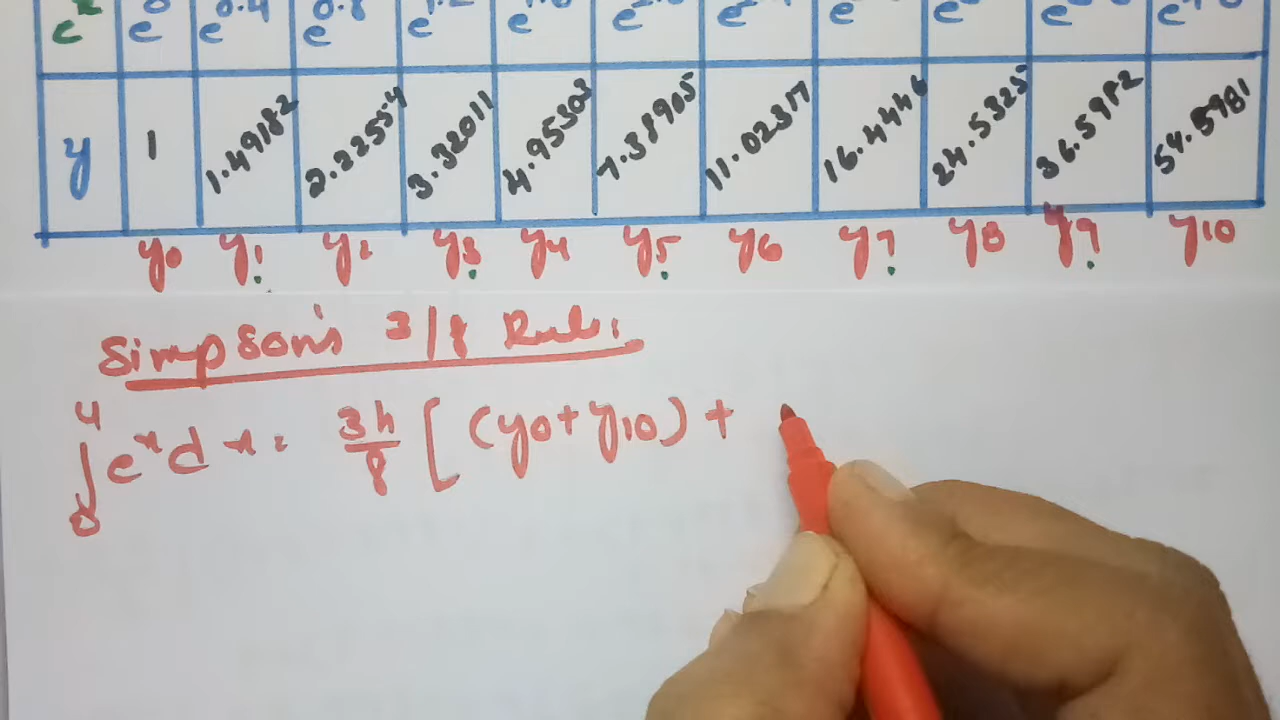 e^x e^0 e^0.4 e^0.8 e^1.2 e
y 1 1.49182 2.22554 3.32011 4.95303 7.38905 11.02317 16.4446 24.5325 36.5982 54.5981
y0 y1 y2 y3 y4 y5 y6 y7 y8 y9 y10
Simpson's 3/8 Rule:
∫₀⁴ e^x dx = 3h/8 [(y0+y10) +